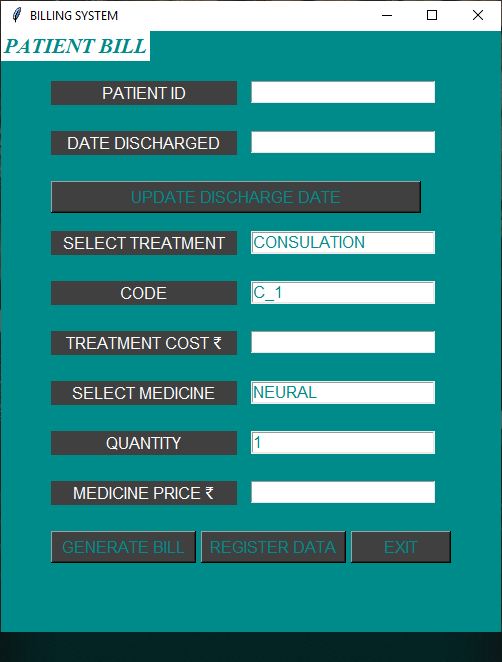 BILLING SYSTEM
PATIENT BILL
PATIENT ID
DATE DISCHARGED
UPDATE DISCHARGE DATE
SELECT TREATMENT CONSULATION
CODE C_1
TREATMENT COST ₹
SELECT MEDICINE NEURAL
QUANTITY 1
MEDICINE PRICE ₹
GENERATE BILL REGISTER DATA EXIT